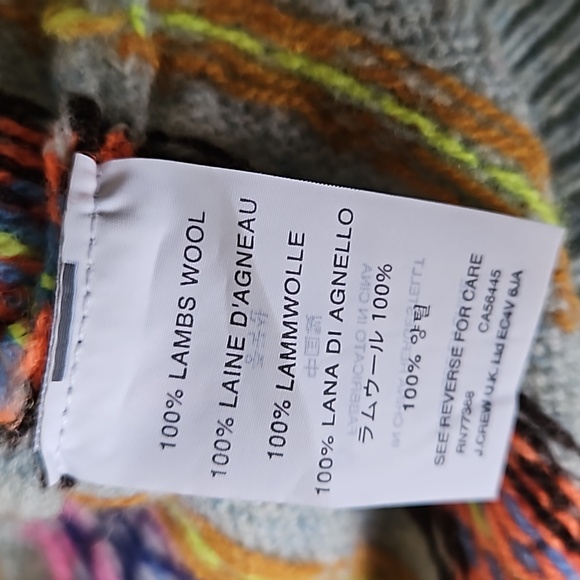 100% LAMBS WOOL
100% LAINE D'AGNEAU
100% LAMMWOLLE
100% LANA DI AGNELLO
ラムウール 100%
100% 양털
SEE REVERSE FOR CARE
RN77368 CA56445
J.CREW U.K. Ltd EC4V 6JA